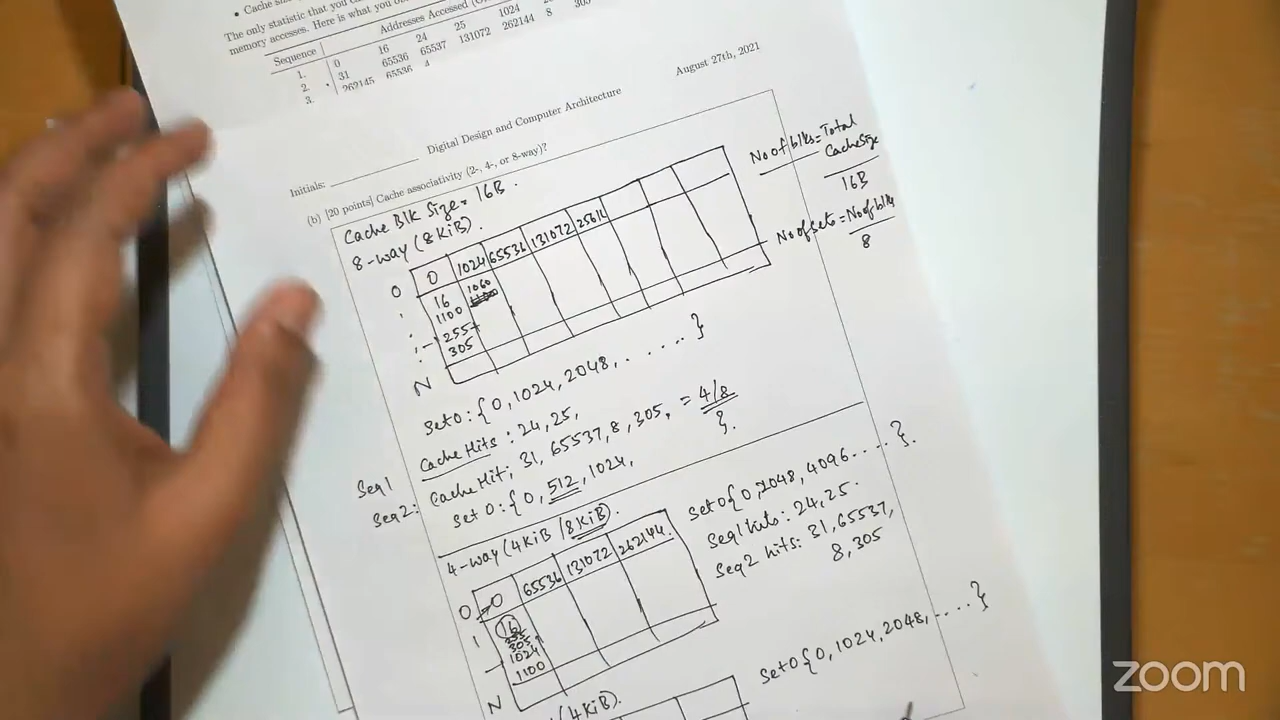 • Cache
The only statistic that you
memory accesses. Here is what you
Addresses Accessed
Sequence
1. 0 16 24 25 1024
2. 31 65536 65537 131072 262144 8 305
3. 262145 65536 4
August 27th, 2021
Initials: Digital Design and Computer Architecture
(b) [20 points] Cache associativity (2-, 4-, or 8-way)?
Cache Blk Size = 16B.
8-way (8KiB).
No of blks = Total Cache Size
16B
No of sets = No of blks
8
0 0 1024 65536 131072
16 1060
1100
255
305
N
Set 0: {0, 1024, 2048, ..... }
Seq 1 Cache Hits: 24, 25,
Seq 2: Cache Hit; 31, 65537, 8, 305, = 4/8
Set 0: {0, 512, 1024, }.
4-way (4KiB/8KiB).
Set 0 {0, 2048, 4096.... }.
Seq 1 hits: 24, 25.
Seq 2 hits: 31, 65537,
8, 305
0 0 65536 131072 262144.
1 16
305
1024
1100
N
(4KiB).
Set 0 {0, 1024, 2048, .... }
zoom